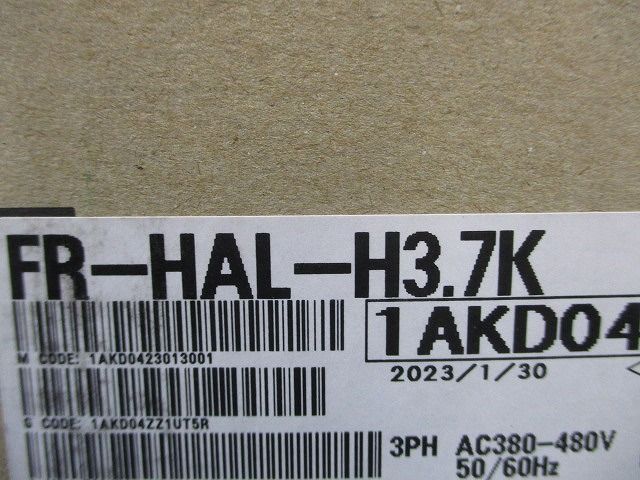 FR-HAL-H3.7K
1AKD04
M CODE: 1AKD0423013001
2023/1/30
G CODE: 1AKD04ZZ1UT5R
3PH AC380-480V
50/60Hz